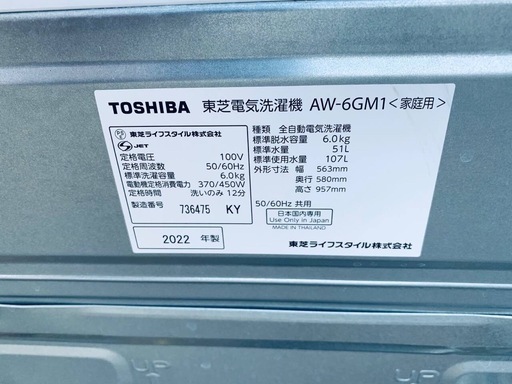 TOSHIBA 東芝電気洗濯機 AW-6GM1<家庭用>
PSE 東芝ライフスタイル株式会社
JET
定格電圧 100V
定格周波数 50/60Hz
標準洗濯容量 6.0kg
電動機定格消費電力 370/450W
定格時間 洗いのみ 12分
製造番号 736475 KY
2022 年製
種類 全自動電気洗濯機
標準脱水容量 6.0kg
標準水量 51L
標準使用水量 107L
外形寸法 幅 563mm
奥行 580mm
高さ 957mm
50/60Hz 共用
日本国内専用
Use Only in Japan
MADE IN THAILAND
東芝ライフスタイル株式会社
UP
UP